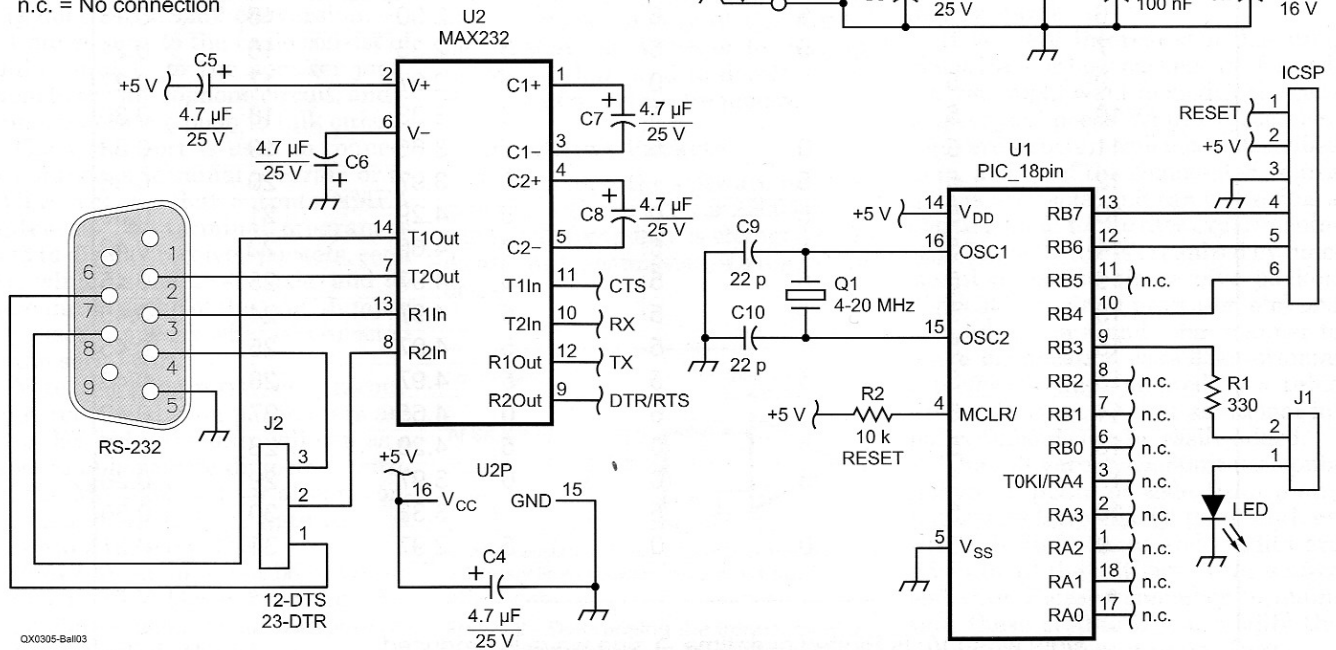 n.c. = No connection
25 V
100 nF
16 V
U2
MAX232
C5
+5 V
+
4.7 µF
25 V
2
V+
C1+
1
+
C7
4.7 µF
25 V
6
V−
C1−
3
4.7 µF
25 V
C6
+
C2+
4
+
C8
4.7 µF
25 V
C2−
5
14
T1Out
7
T2Out
T1In
11
CTS
13
R1In
T2In
10
RX
8
R2In
R1Out
12
TX
R2Out
9
DTR/RTS
1
2
3
4
5
6
7
8
9
RS-232
J2
3
2
1
12-DTS
23-DTR
+5 V
U2P
16
VCC
GND
15
C4
+
4.7 µF
25 V
ICSP
RESET
1
+5 V
2
3
4
5
6
U1
PIC_18pin
+5 V
14
VDD
RB7
13
C9
22 p
16
OSC1
RB6
12
Q1
4-20 MHz
RB5
11
n.c.
RB4
10
C10
22 p
15
OSC2
RB3
9
RB2
8
n.c.
R1
330
J1
2
1
+5 V
R2
10 k
RESET
4
MCLR/
RB1
7
n.c.
RB0
6
n.c.
T0KI/RA4
3
n.c.
RA3
2
n.c.
LED
5
VSS
RA2
1
n.c.
RA1
18
n.c.
RA0
17
n.c.
QX0305-Ball03